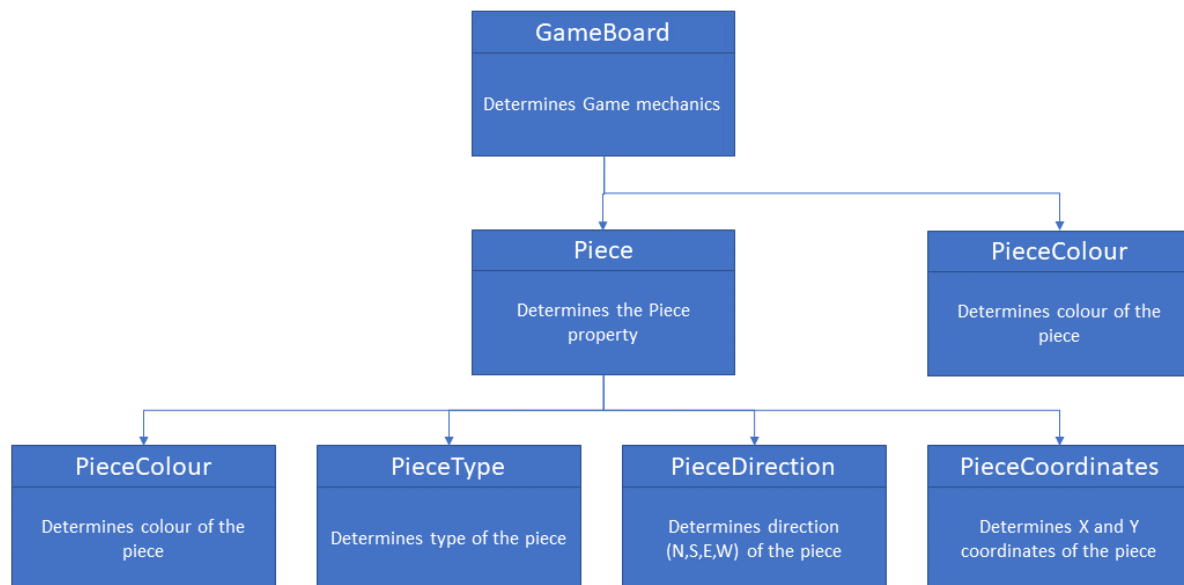 GameBoard
Determines Game mechanics
Piece
Determines the Piece
property
PieceColour
Determines colour of the
piece
PieceColour
Determines colour of the
piece
PieceType
Determines type of the piece
PieceDirection
Determines direction
(N,S,E,W) of the piece
PieceCoordinates
Determines X and Y
coordinates of the piece